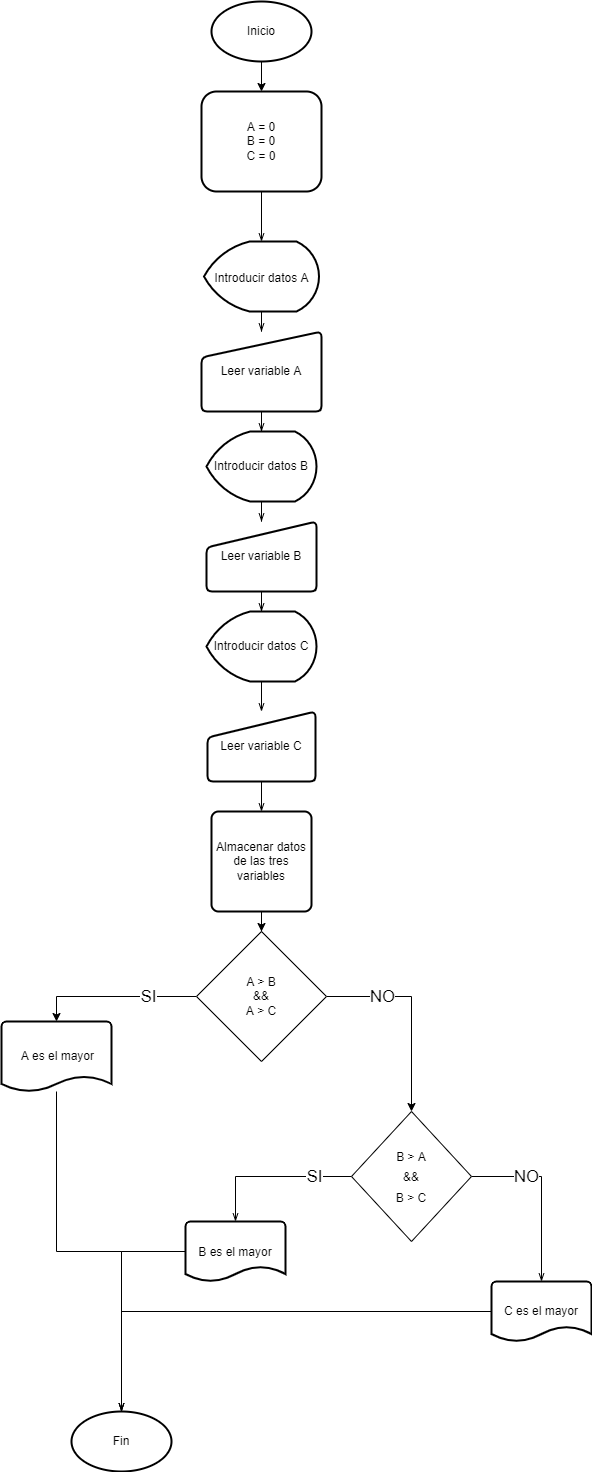 Inicio
A = 0
B = 0
C = 0
Introducir datos A
Leer variable A
Introducir datos B
Leer variable B
Introducir datos C
Leer variable C
Almacenar datos
de las tres
variables
A > B
&&
A > C
SI
NO
A es el mayor
B > A
&&
B > C
SI
NO
B es el mayor
C es el mayor
Fin